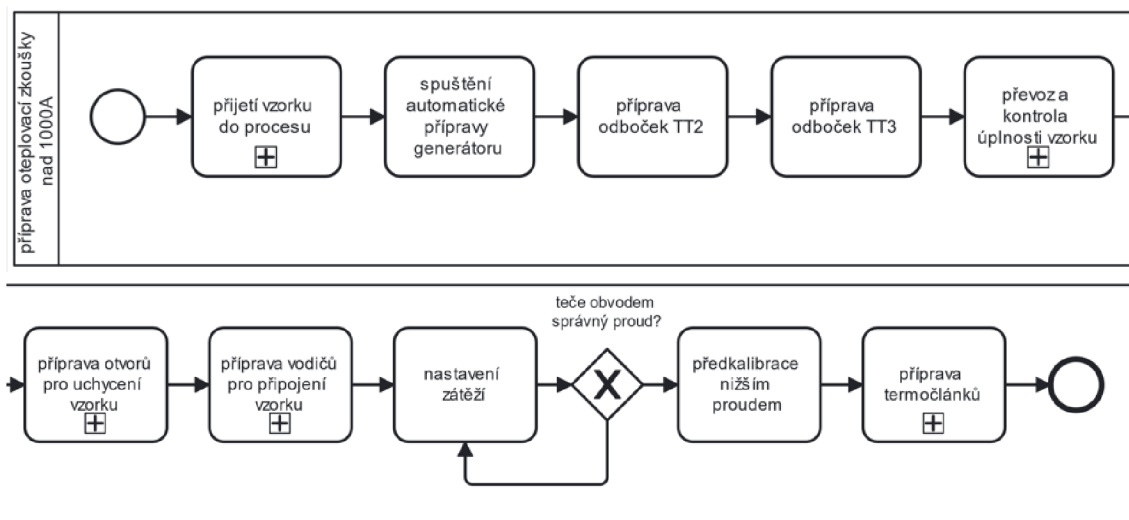 příprava oteplovací zkoušky
nad 1000A
přijetí vzorku
do procesu
spuštění
automatické
přípravy
generátoru
příprava
odboček TT2
příprava
odboček TT3
převoz a
kontrola
úplnosti vzorku
příprava otvorů
pro uchycení
vzorku
příprava vodičů
pro připojení
vzorku
nastavení
zátěží
teče obvodem
správný proud?
předkalibrace
nižším
proudem
příprava
termočlánků